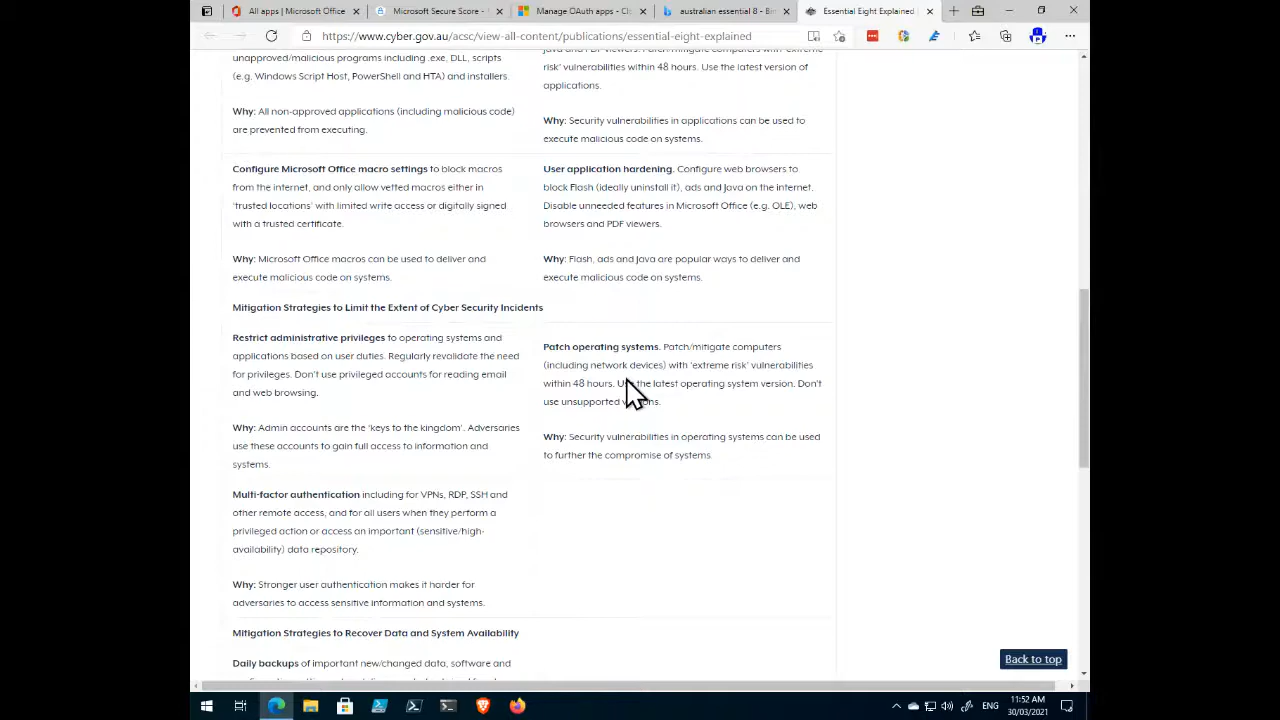 All apps | Microsoft Office
Microsoft Secure Score -
Manage OAuth apps - Cl
australian essential 8 - Bi
Essential Eight Explained
https://www.cyber.gov.au/acsc/view-all-content/publications/essential-eight-explained
unapproved/malicious programs including .exe, DLL, scripts
(e.g. Windows Script Host, PowerShell and HTA) and installers.
Why: All non-approved applications (including malicious code)
are prevented from executing.
Java and PDF viewers. Patch/mitigate computers with 'extreme
risk' vulnerabilities within 48 hours. Use the latest version of
applications.
Why: Security vulnerabilities in applications can be used to
execute malicious code on systems.
Configure Microsoft Office macro settings to block macros
from the internet, and only allow vetted macros either in
'trusted locations' with limited write access or digitally signed
with a trusted certificate.
Why: Microsoft Office macros can be used to deliver and
execute malicious code on systems.
User application hardening. Configure web browsers to
block Flash (ideally uninstall it), ads and Java on the internet.
Disable unneeded features in Microsoft Office (e.g. OLE), web
browsers and PDF viewers.
Why: Flash, ads and Java are popular ways to deliver and
execute malicious code on systems.
Mitigation Strategies to Limit the Extent of Cyber Security Incidents
Restrict administrative privileges to operating systems and
applications based on user duties. Regularly revalidate the need
for privileges. Don't use privileged accounts for reading email
and web browsing.
Why: Admin accounts are the 'keys to the kingdom'. Adversaries
use these accounts to gain full access to information and
systems.
Patch operating systems. Patch/mitigate computers
(including network devices) with 'extreme risk' vulnerabilities
within 48 hours. Use the latest operating system version. Don't
use unsupported versions.
Why: Security vulnerabilities in operating systems can be used
to further the compromise of systems.
Multi-factor authentication including for VPNs, RDP, SSH and
other remote access, and for all users when they perform a
privileged action or access an important (sensitive/high-
availability) data repository.
Why: Stronger user authentication makes it harder for
adversaries to access sensitive information and systems.
Mitigation Strategies to Recover Data and System Availability
Daily backups of important new/changed data, software and
Back to top
ENG
11:52 AM
30/03/2021